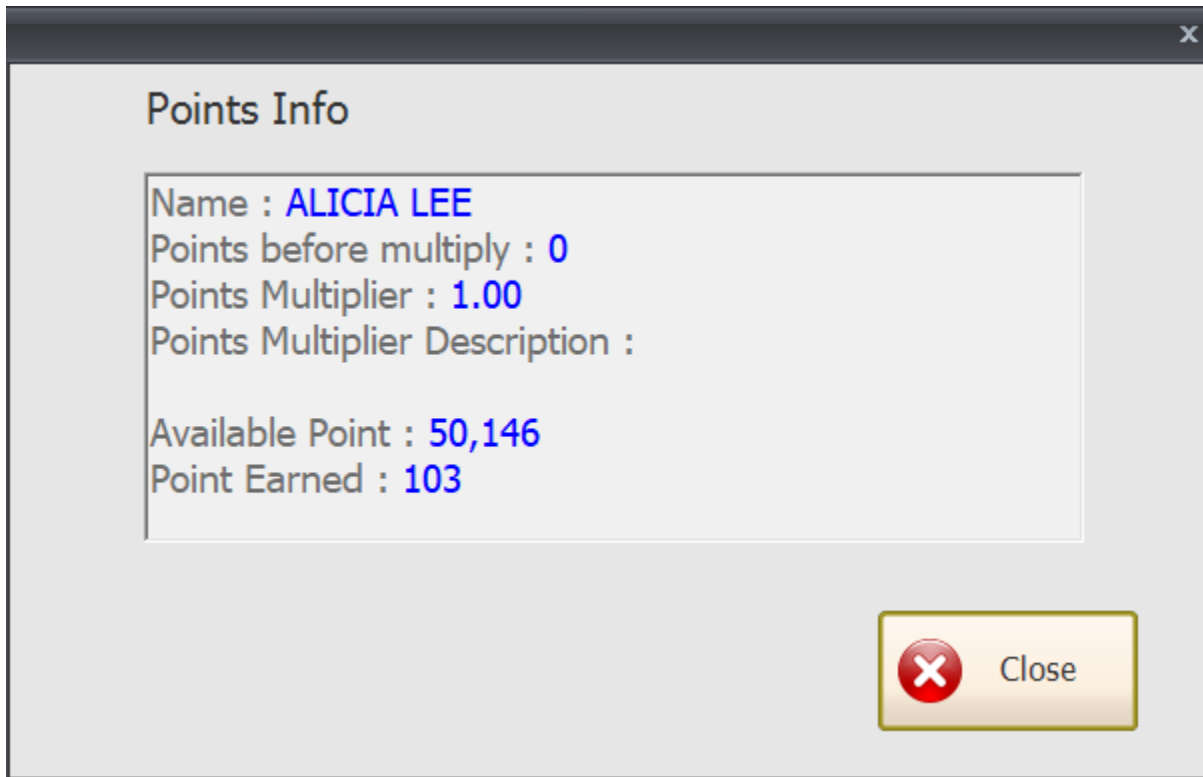 x
Points Info
Name : ALICIA LEE
Points before multiply : 0
Points Multiplier : 1.00
Points Multiplier Description :
Available Point : 50,146
Point Earned : 103
Close